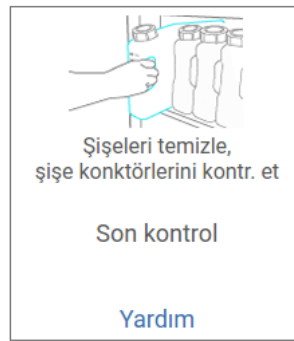 Şişeleri temizle,
şişe konktörlerini kontr. et
Son kontrol
Yardım